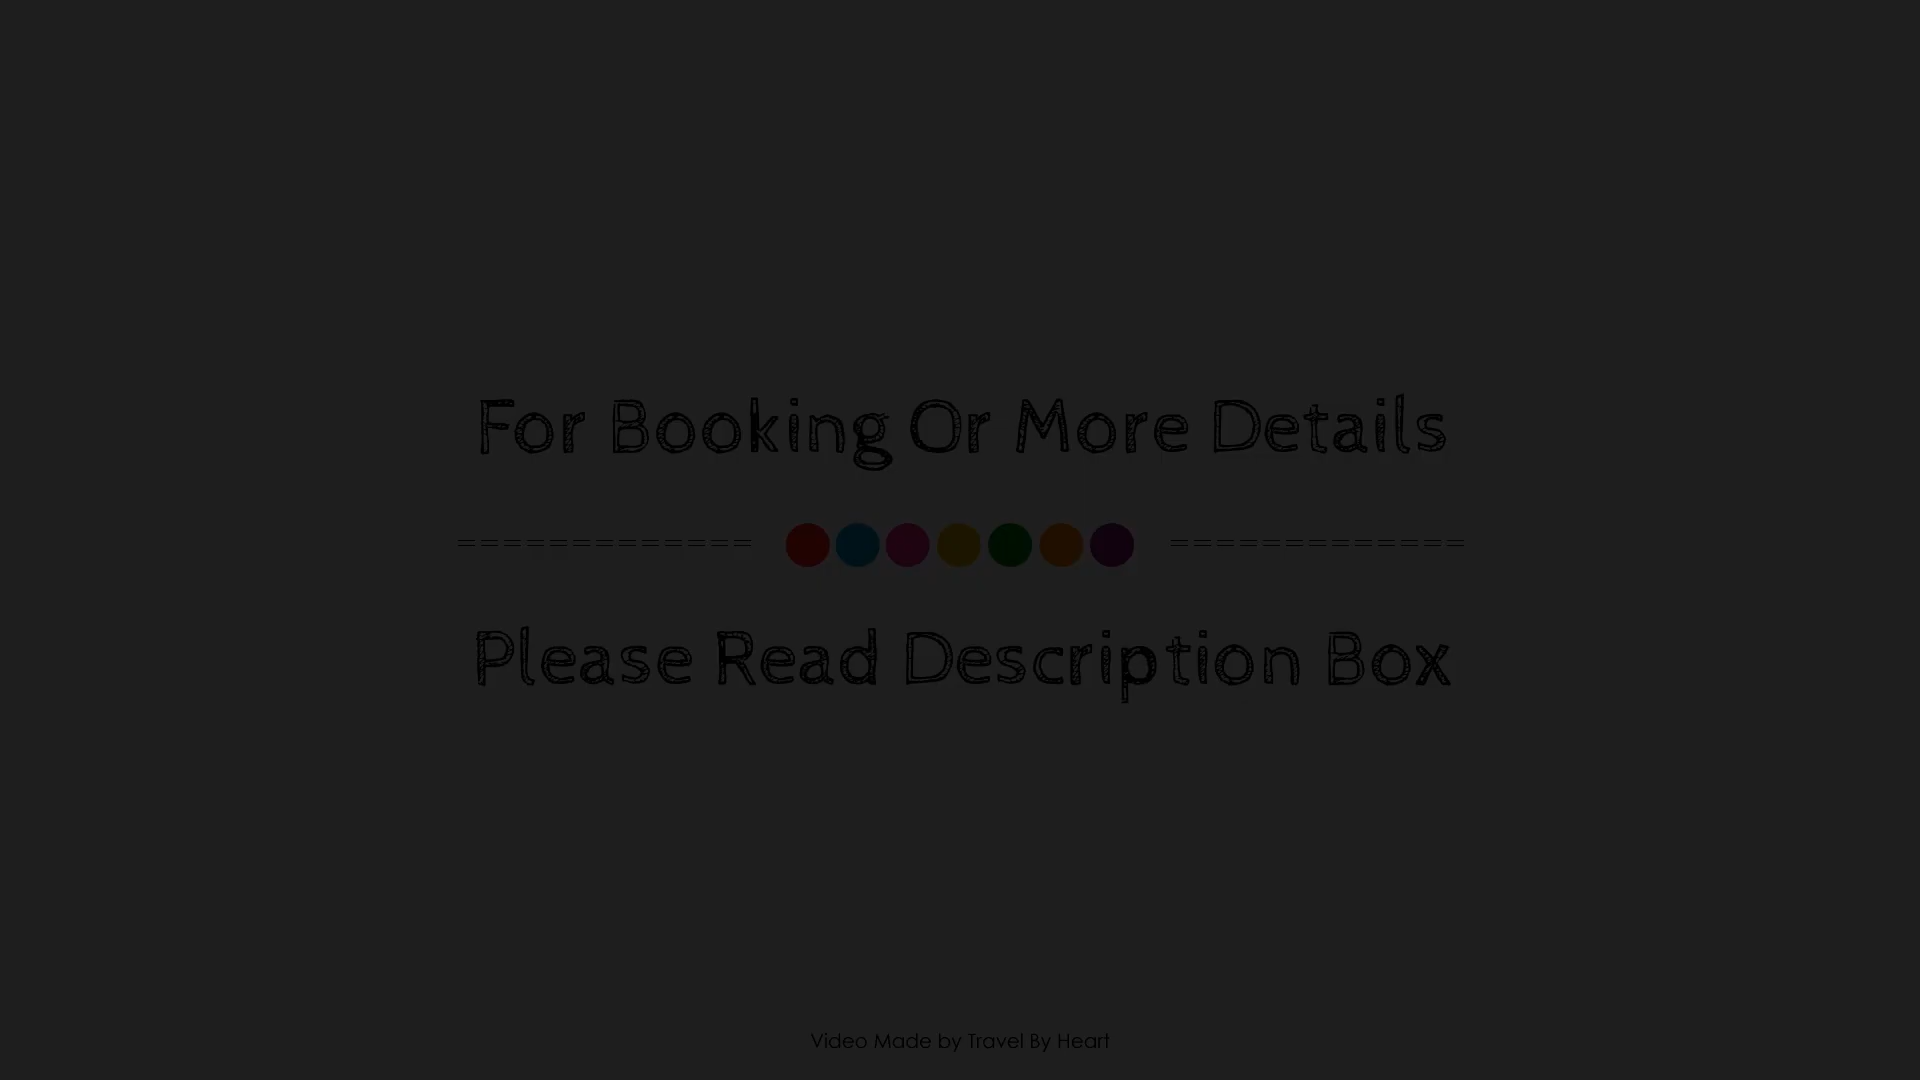 For Booking Or More Details
============= =============
Please Read Description Box
Video Made by Travel By Heart